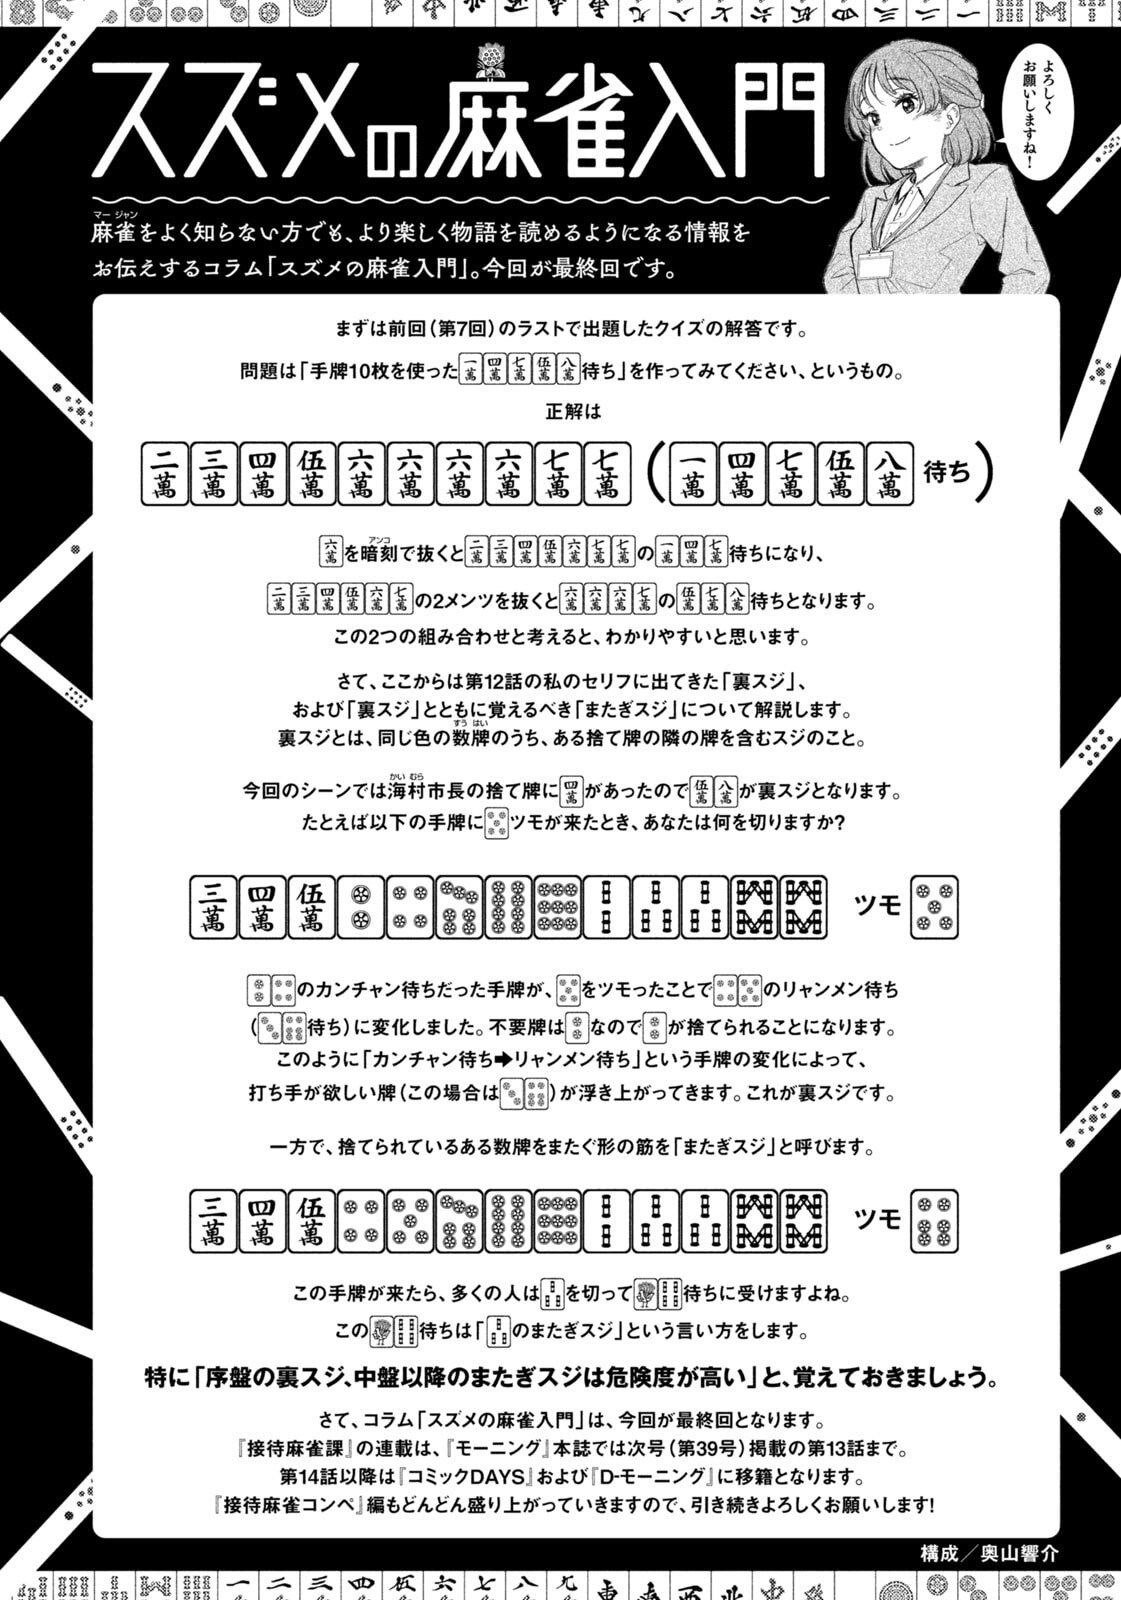 スズメの麻雀入門
よろしく
お願いしますね!
麻雀をよく知らない方でも、より楽しく物語を読めるようになる情報を
お伝えするコラム「スズメの麻雀入門」。今回が最終回です。
まずは前回(第7回)のラストで出題したクイズの解答です。
問題は「手牌10枚を使った一萬四萬七萬伍萬八萬待ち」を作ってみてください、というもの。
正解は
二萬三萬四萬伍萬六萬六萬六萬六萬七萬七萬(一萬四萬七萬伍萬八萬待ち)
六萬を暗刻で抜くと二萬三萬四萬伍萬六萬七萬七萬の一萬四萬七萬待ちになり、
二萬三萬四萬伍萬六萬七萬の2メンツを抜くと六萬六萬六萬七萬の伍萬七萬八萬待ちとなります。
この2つの組み合わせと考えると、わかりやすいと思います。
さて、ここからは第12話の私のセリフに出てきた「裏スジ」、
および「裏スジ」とともに覚えるべき「またぎスジ」について解説します。
裏スジとは、同じ色の数牌のうち、ある捨て牌の隣の牌を含むスジのこと。
今回のシーンでは海村市長の捨て牌に四萬があったので伍萬八萬が裏スジとなります。
たとえば以下の手牌にツモが来たとき、あなたは何を切りますか?
三萬四萬伍萬 ツモ
のカンチャン待ちだった手牌が、をツモったことでのリャンメン待ち
(待ち)に変化しました。不要牌はなのでが捨てられることになります。
このように「カンチャン待ち➡リャンメン待ち」という手牌の変化によって、
打ち手が欲しい牌(この場合は)が浮き上がってきます。これが裏スジです。
一方で、捨てられているある数牌をまたぐ形の筋を「またぎスジ」と呼びます。
三萬四萬伍萬 ツモ
この手牌が来たら、多くの人はを切って待ちに受けますよね。
この待ちは「のまたぎスジ」という言い方をします。
特に「序盤の裏スジ、中盤以降のまたぎスジは危険度が高い」と、覚えておきましょう。
さて、コラム「スズメの麻雀入門」は、今回が最終回となります。
『接待麻雀課』の連載は、『モーニング』本誌では次号(第39号)掲載の第13話まで。
第14話以降は『コミックDAYS』および『D-モーニング』に移籍となります。
『接待麻雀コンペ』編もどんどん盛り上がっていきますので、引き続きよろしくお願いします!
構成／奥山響介